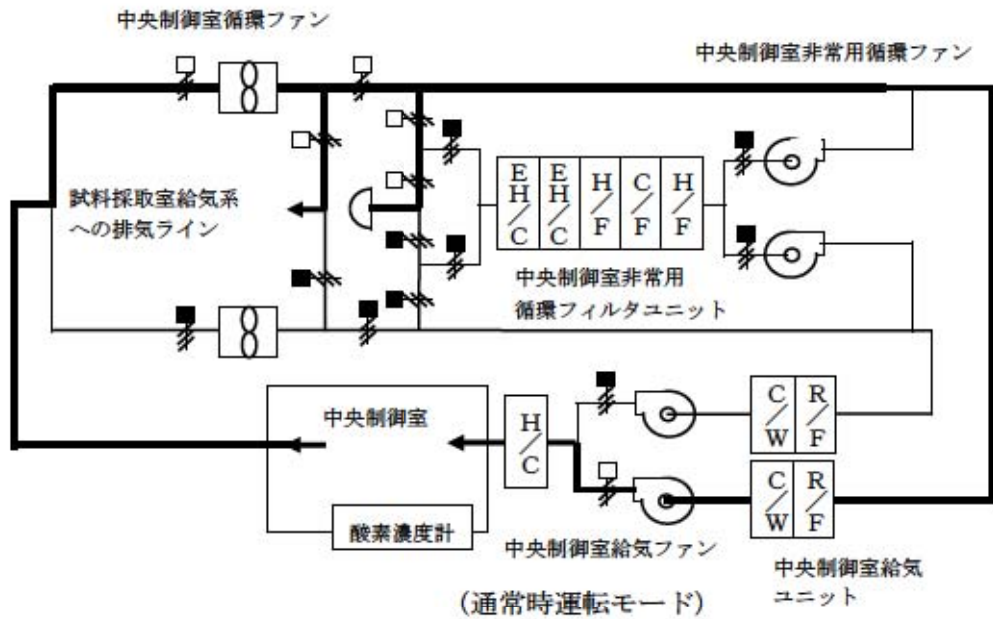 中央制御室循環ファン
中央制御室非常用循環ファン
試料採取室給気系
への排気ライン
EH/C
EH/C
H/F
C/F
H/F
中央制御室非常用
循環フィルタユニット
中央制御室
H/C
C/W
R/F
C/W
R/F
酸素濃度計
中央制御室給気ファン
中央制御室給気
ユニット
(通常時運転モード)